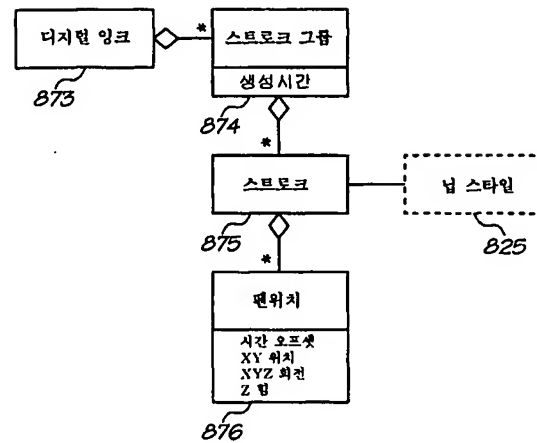 디지털 잉크
*
스트로크 그룹
생성시간
873
874
*
스트로크
닙 스타일
875
825
*
펜위치
시간 오프셋
XY 위치
XYZ 회전
Z 힘
876